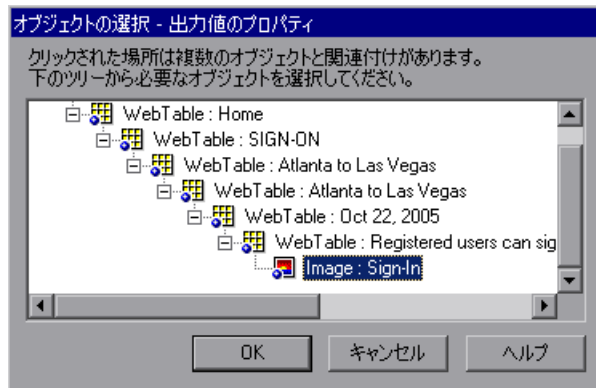 オブジェクトの選択 - 出力値のプロパティ
クリックされた場所は複数のオブジェクトと関連付けがあります。
下のツリーから必要なオブジェクトを選択してください。
WebTable : Home
WebTable : SIGN-ON
WebTable : Atlanta to Las Vegas
WebTable : Atlanta to Las Vegas
WebTable : Oct 22, 2005
WebTable : Registered users can sig
Image : Sign-In
OK キャンセル ヘルプ